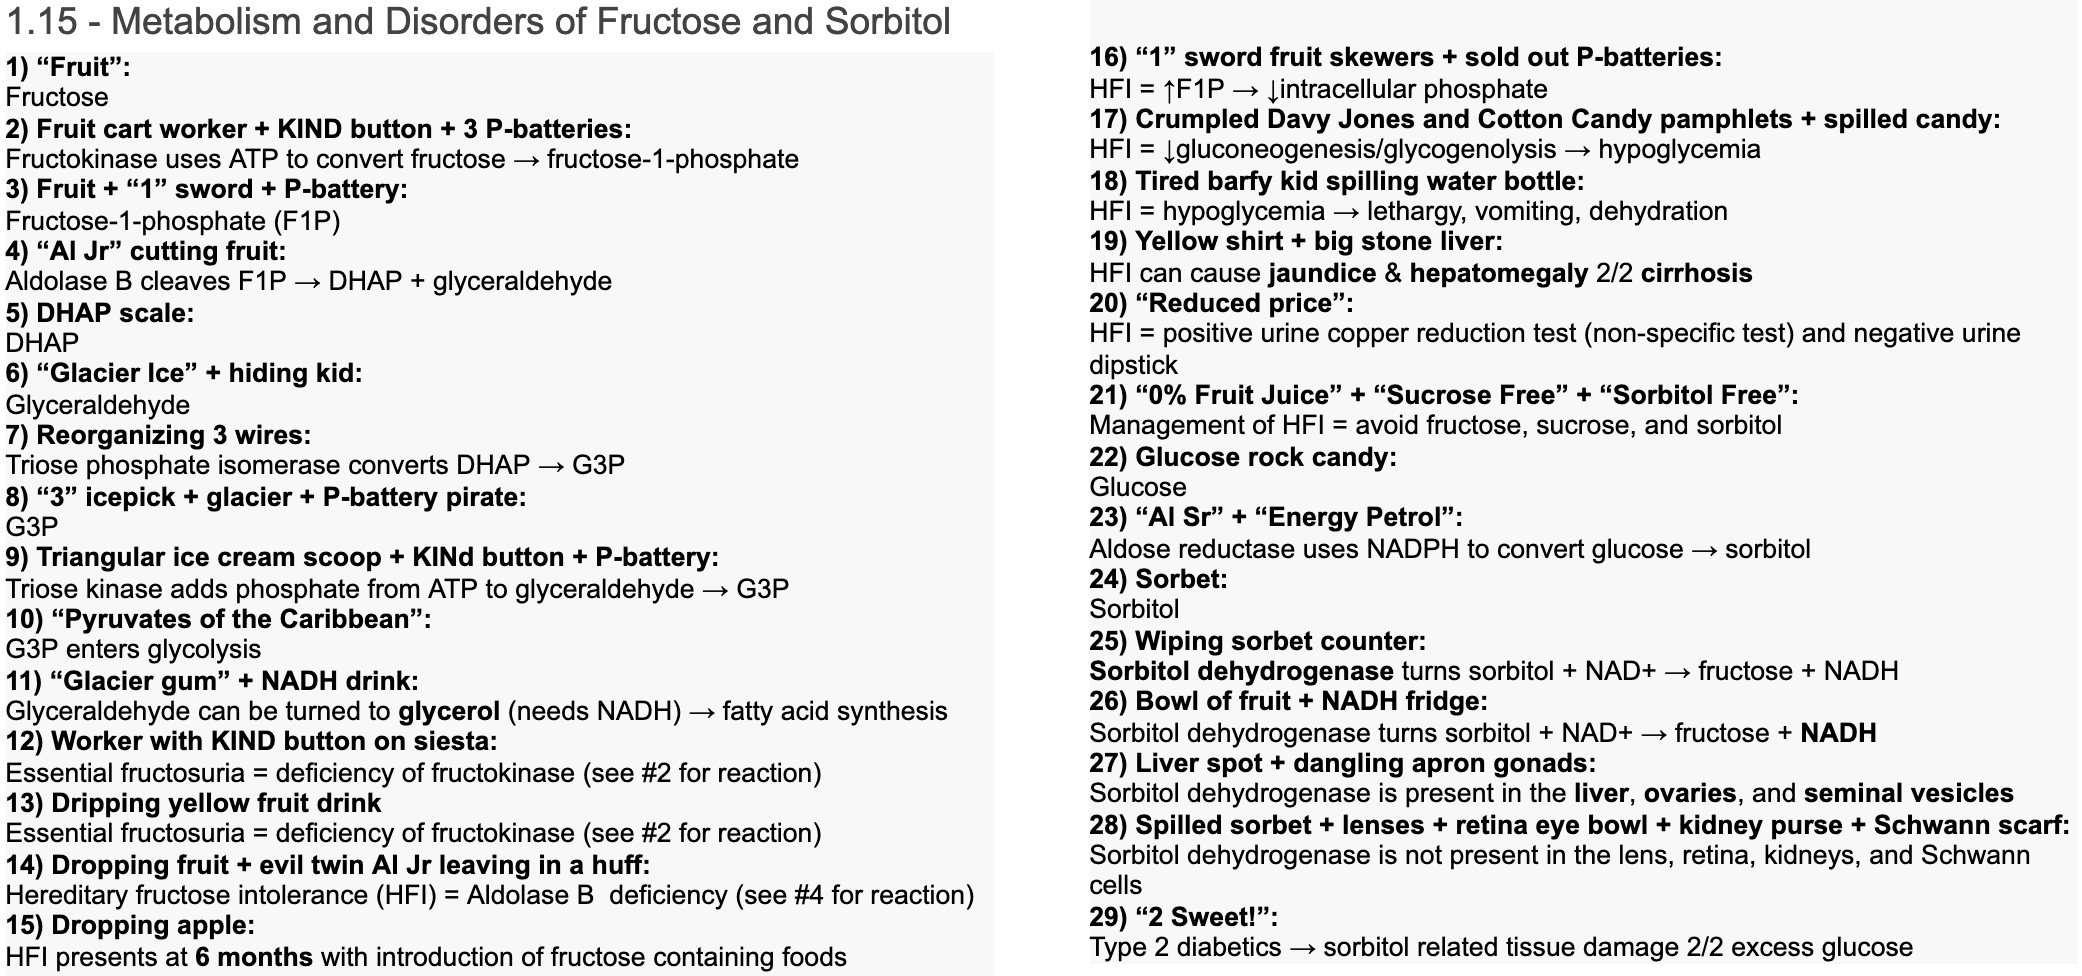 1.15 - Metabolism and Disorders of Fructose and Sorbitol
1) “Fruit”:
Fructose
2) Fruit cart worker + KIND button + 3 P-batteries:
Fructokinase uses ATP to convert fructose → fructose-1-phosphate
3) Fruit + “1” sword + P-battery:
Fructose-1-phosphate (F1P)
4) “Al Jr” cutting fruit:
Aldolase B cleaves F1P → DHAP + glyceraldehyde
5) DHAP scale:
DHAP
6) “Glacier Ice” + hiding kid:
Glyceraldehyde
7) Reorganizing 3 wires:
Triose phosphate isomerase converts DHAP → G3P
8) “3” icepick + glacier + P-battery pirate:
G3P
9) Triangular ice cream scoop + KINd button + P-battery:
Triose kinase adds phosphate from ATP to glyceraldehyde → G3P
10) “Pyruvates of the Caribbean”:
G3P enters glycolysis
11) “Glacier gum” + NADH drink:
Glyceraldehyde can be turned to glycerol (needs NADH) → fatty acid synthesis
12) Worker with KIND button on siesta:
Essential fructosuria = deficiency of fructokinase (see #2 for reaction)
13) Dripping yellow fruit drink
Essential fructosuria = deficiency of fructokinase (see #2 for reaction)
14) Dropping fruit + evil twin Al Jr leaving in a huff:
Hereditary fructose intolerance (HFI) = Aldolase B  deficiency (see #4 for reaction)
15) Dropping apple:
HFI presents at 6 months with introduction of fructose containing foods
16) “1” sword fruit skewers + sold out P-batteries:
HFI = ↑F1P → ↓intracellular phosphate
17) Crumpled Davy Jones and Cotton Candy pamphlets + spilled candy:
HFI = ↓gluconeogenesis/glycogenolysis → hypoglycemia
18) Tired barfy kid spilling water bottle:
HFI = hypoglycemia → lethargy, vomiting, dehydration
19) Yellow shirt + big stone liver:
HFI can cause jaundice & hepatomegaly 2/2 cirrhosis
20) “Reduced price”:
HFI = positive urine copper reduction test (non-specific test) and negative urine
dipstick
21) “0% Fruit Juice” + “Sucrose Free” + “Sorbitol Free”:
Management of HFI = avoid fructose, sucrose, and sorbitol
22) Glucose rock candy:
Glucose
23) “Al Sr” + “Energy Petrol”:
Aldose reductase uses NADPH to convert glucose → sorbitol
24) Sorbet:
Sorbitol
25) Wiping sorbet counter:
Sorbitol dehydrogenase turns sorbitol + NAD+ → fructose + NADH
26) Bowl of fruit + NADH fridge:
Sorbitol dehydrogenase turns sorbitol + NAD+ → fructose + NADH
27) Liver spot + dangling apron gonads:
Sorbitol dehydrogenase is present in the liver, ovaries, and seminal vesicles
28) Spilled sorbet + lenses + retina eye bowl + kidney purse + Schwann scarf:
Sorbitol dehydrogenase is not present in the lens, retina, kidneys, and Schwann
cells
29) “2 Sweet!”:
Type 2 diabetics → sorbitol related tissue damage 2/2 excess glucose